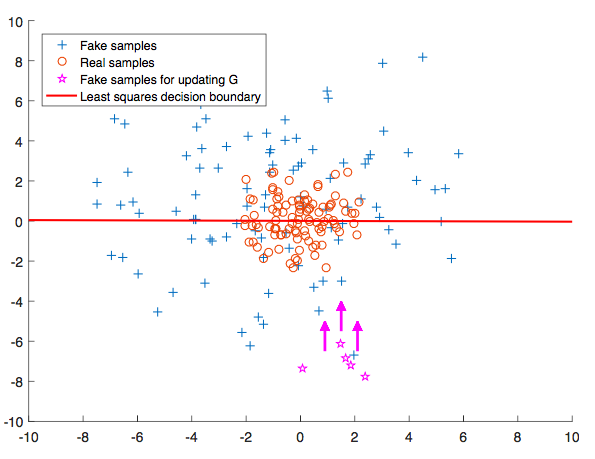 10
8
6
4
2
0
-2
-4
-6
-8
-10
Fake samples
Real samples
Fake samples for updating G
Least squares decision boundary
-10 -8 -6 -4 -2 0 2 4 6 8 10